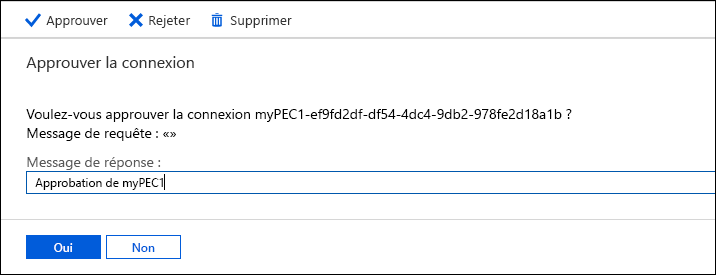 Approuver Rejeter Supprimer
Approuver la connexion
Voulez-vous approuver la connexion myPEC1-ef9fd2df-df54-4dc4-9db2-978fe2d18a1b ?
Message de requête : «»
Message de réponse :
Approbation de myPEC1
Oui Non